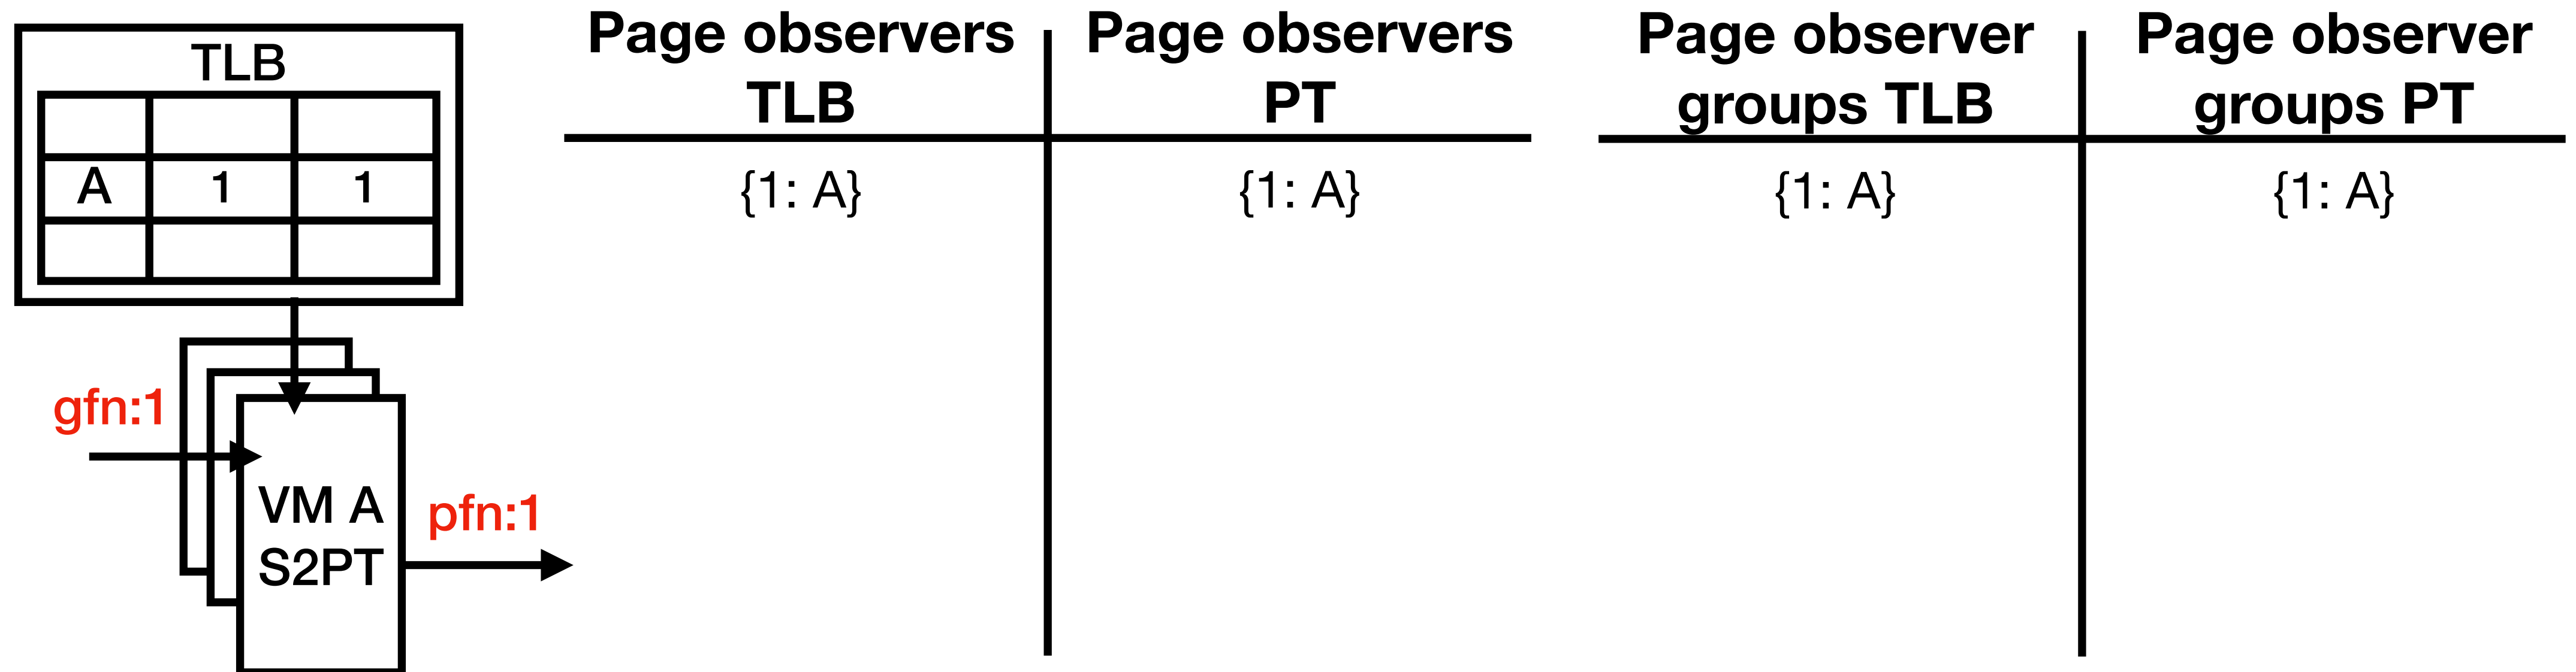 TLB
A 1 1
gfn:1
VM A
S2PT
pfn:1
Page observers
TLB
Page observers
PT
{1: A}
{1: A}
Page observer
groups TLB
Page observer
groups PT
{1: A}
{1: A}